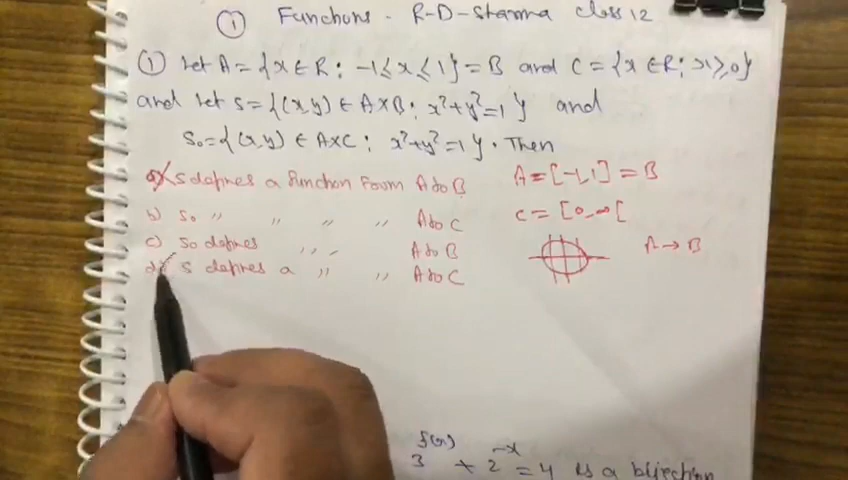 ① Functions - R-D-Sharma class 12
① Let A = {x ∈ R : -1 ≤ x ≤ 1} = B and C = {x ∈ R ; x ≥ 0}
and let S = {(x,y) ∈ A×B : x²+y²=1} and
S₀ = {(x,y) ∈ A×C : x²+y²=1}. Then
a) S defines a function from A to B
b) S₀ " " " " A to C
c) S₀ defines " " " A to B
d) S defines a " " A to C
A = [-1,1] = B
C = [0,∞[
A → B
f(x)
3 + 2⁻ˣ = 4 is a bijection